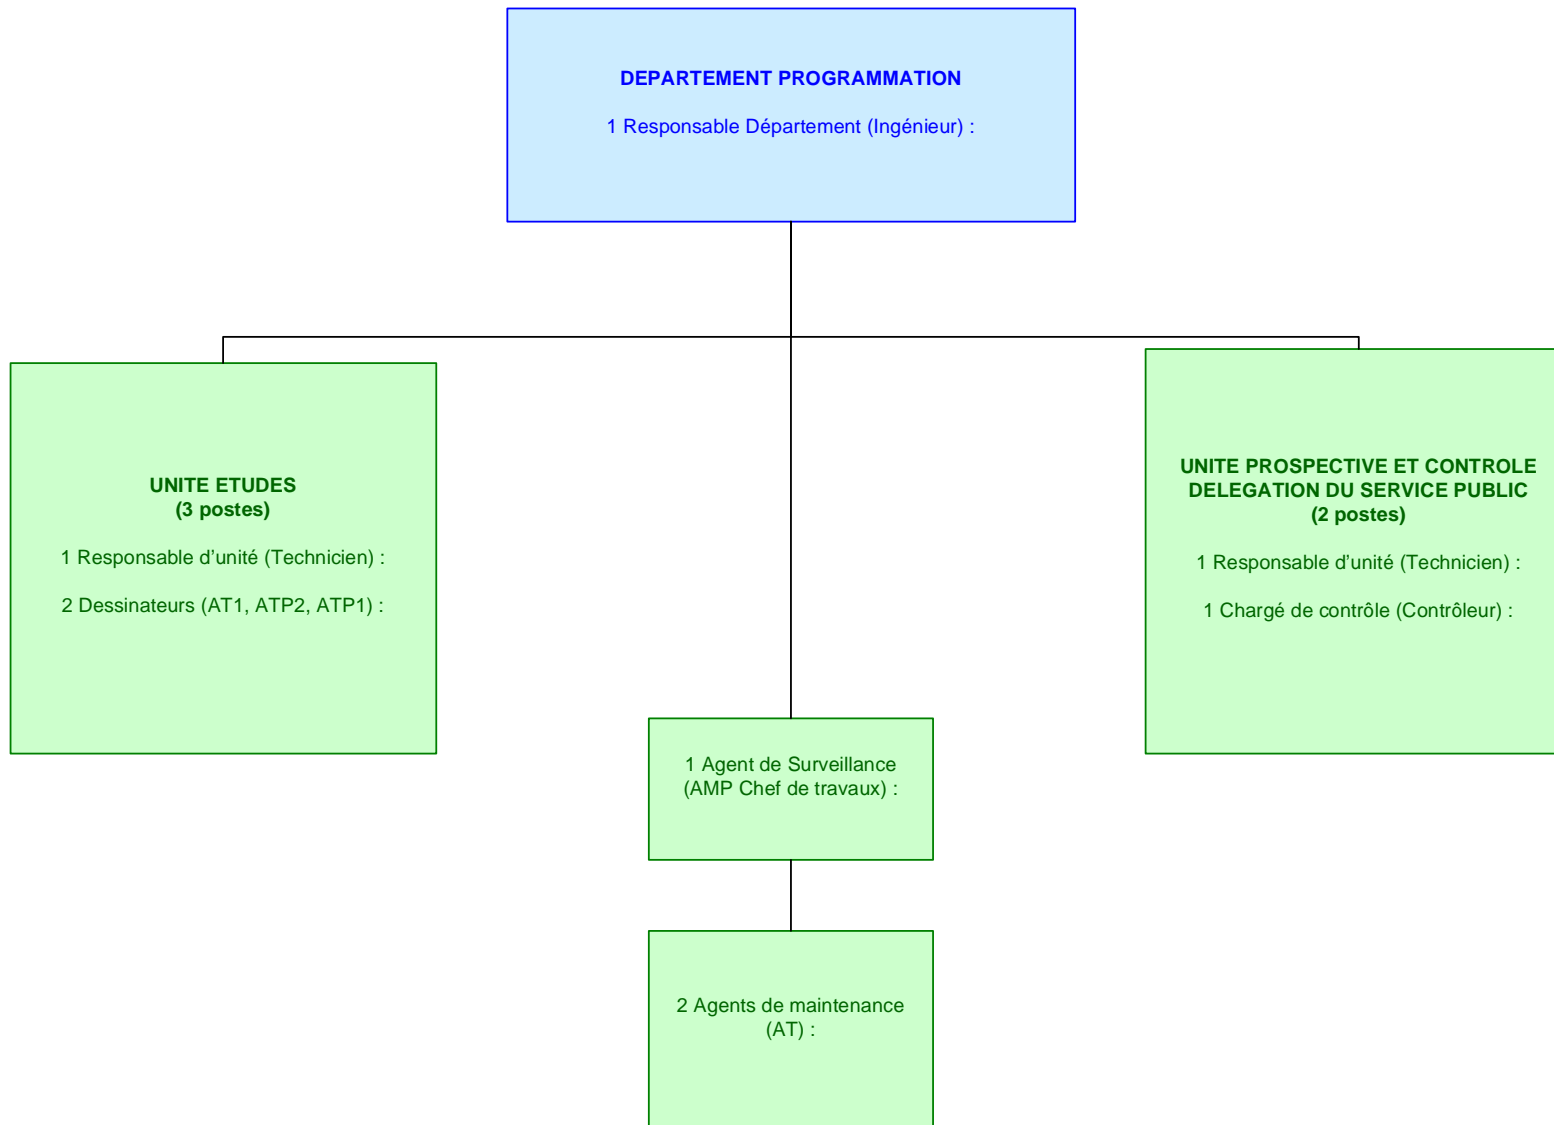 DEPARTEMENT PROGRAMMATION
1 Responsable Département (Ingénieur) :
UNITE ETUDES
(3 postes)
1 Responsable d’unité (Technicien) :
2 Dessinateurs (AT1, ATP2, ATP1) :
UNITE PROSPECTIVE ET CONTROLE
DELEGATION DU SERVICE PUBLIC
(2 postes)
1 Responsable d’unité (Technicien) :
1 Chargé de contrôle (Contrôleur) :
1 Agent de Surveillance
(AMP Chef de travaux) :
2 Agents de maintenance
(AT) :